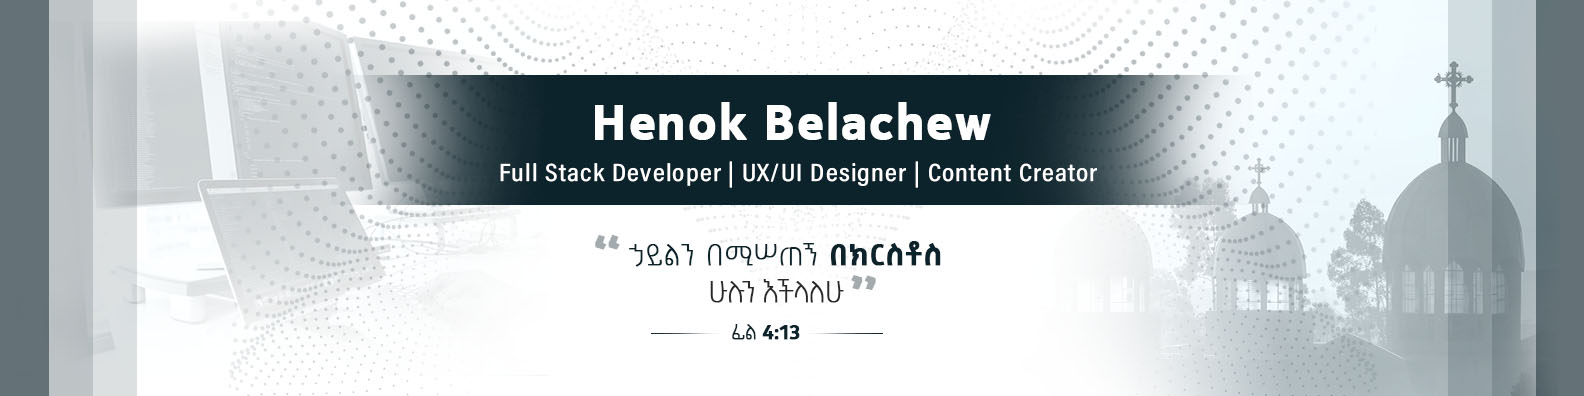 Henok Belachew
Full Stack Developer | UX/UI Designer | Content Creator
“ ኃይልን በሚሠጠኝ በክርስቶስ
ሁሉን እችላለሁ ”
ፊል 4:13